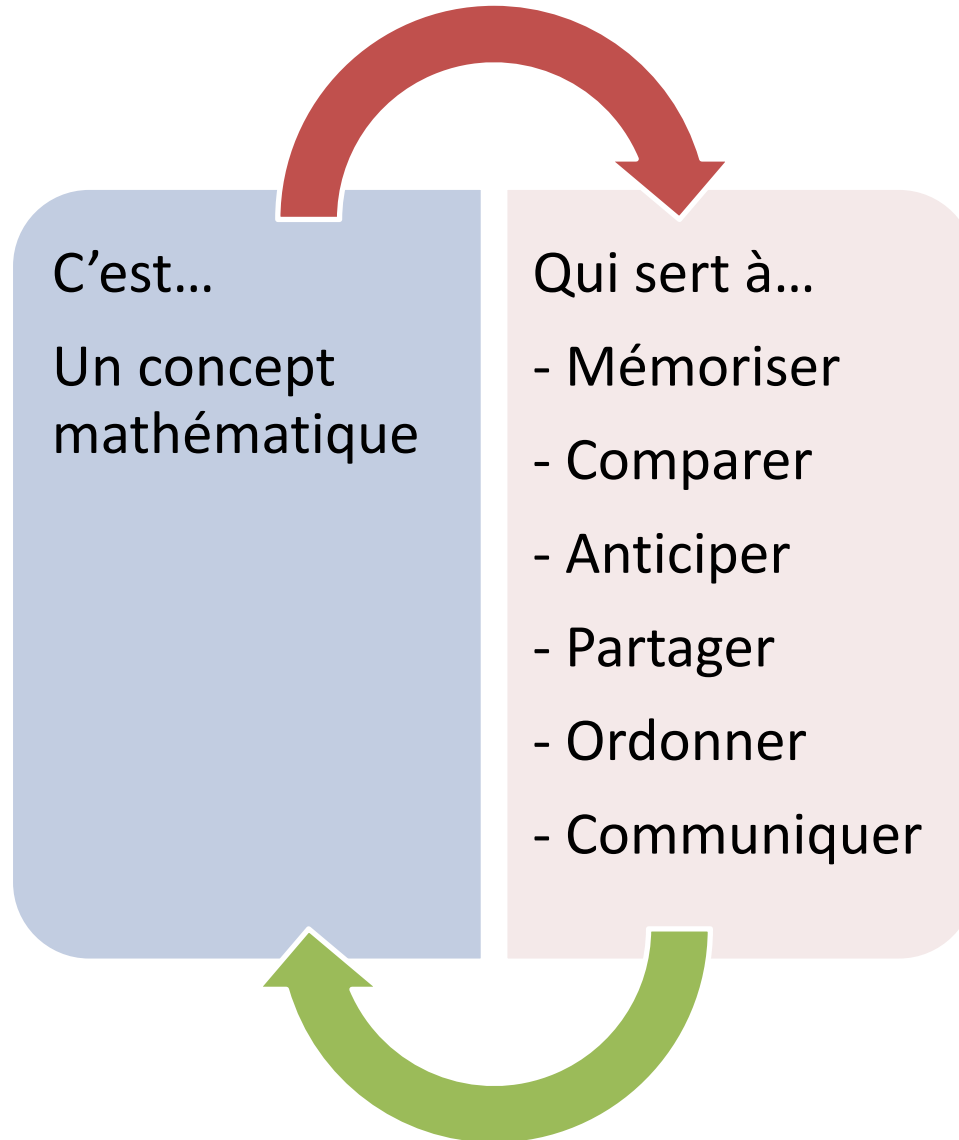 C’est…
Un concept
mathématique
Qui sert à…
- Mémoriser
- Comparer
- Anticiper
- Partager
- Ordonner
- Communiquer